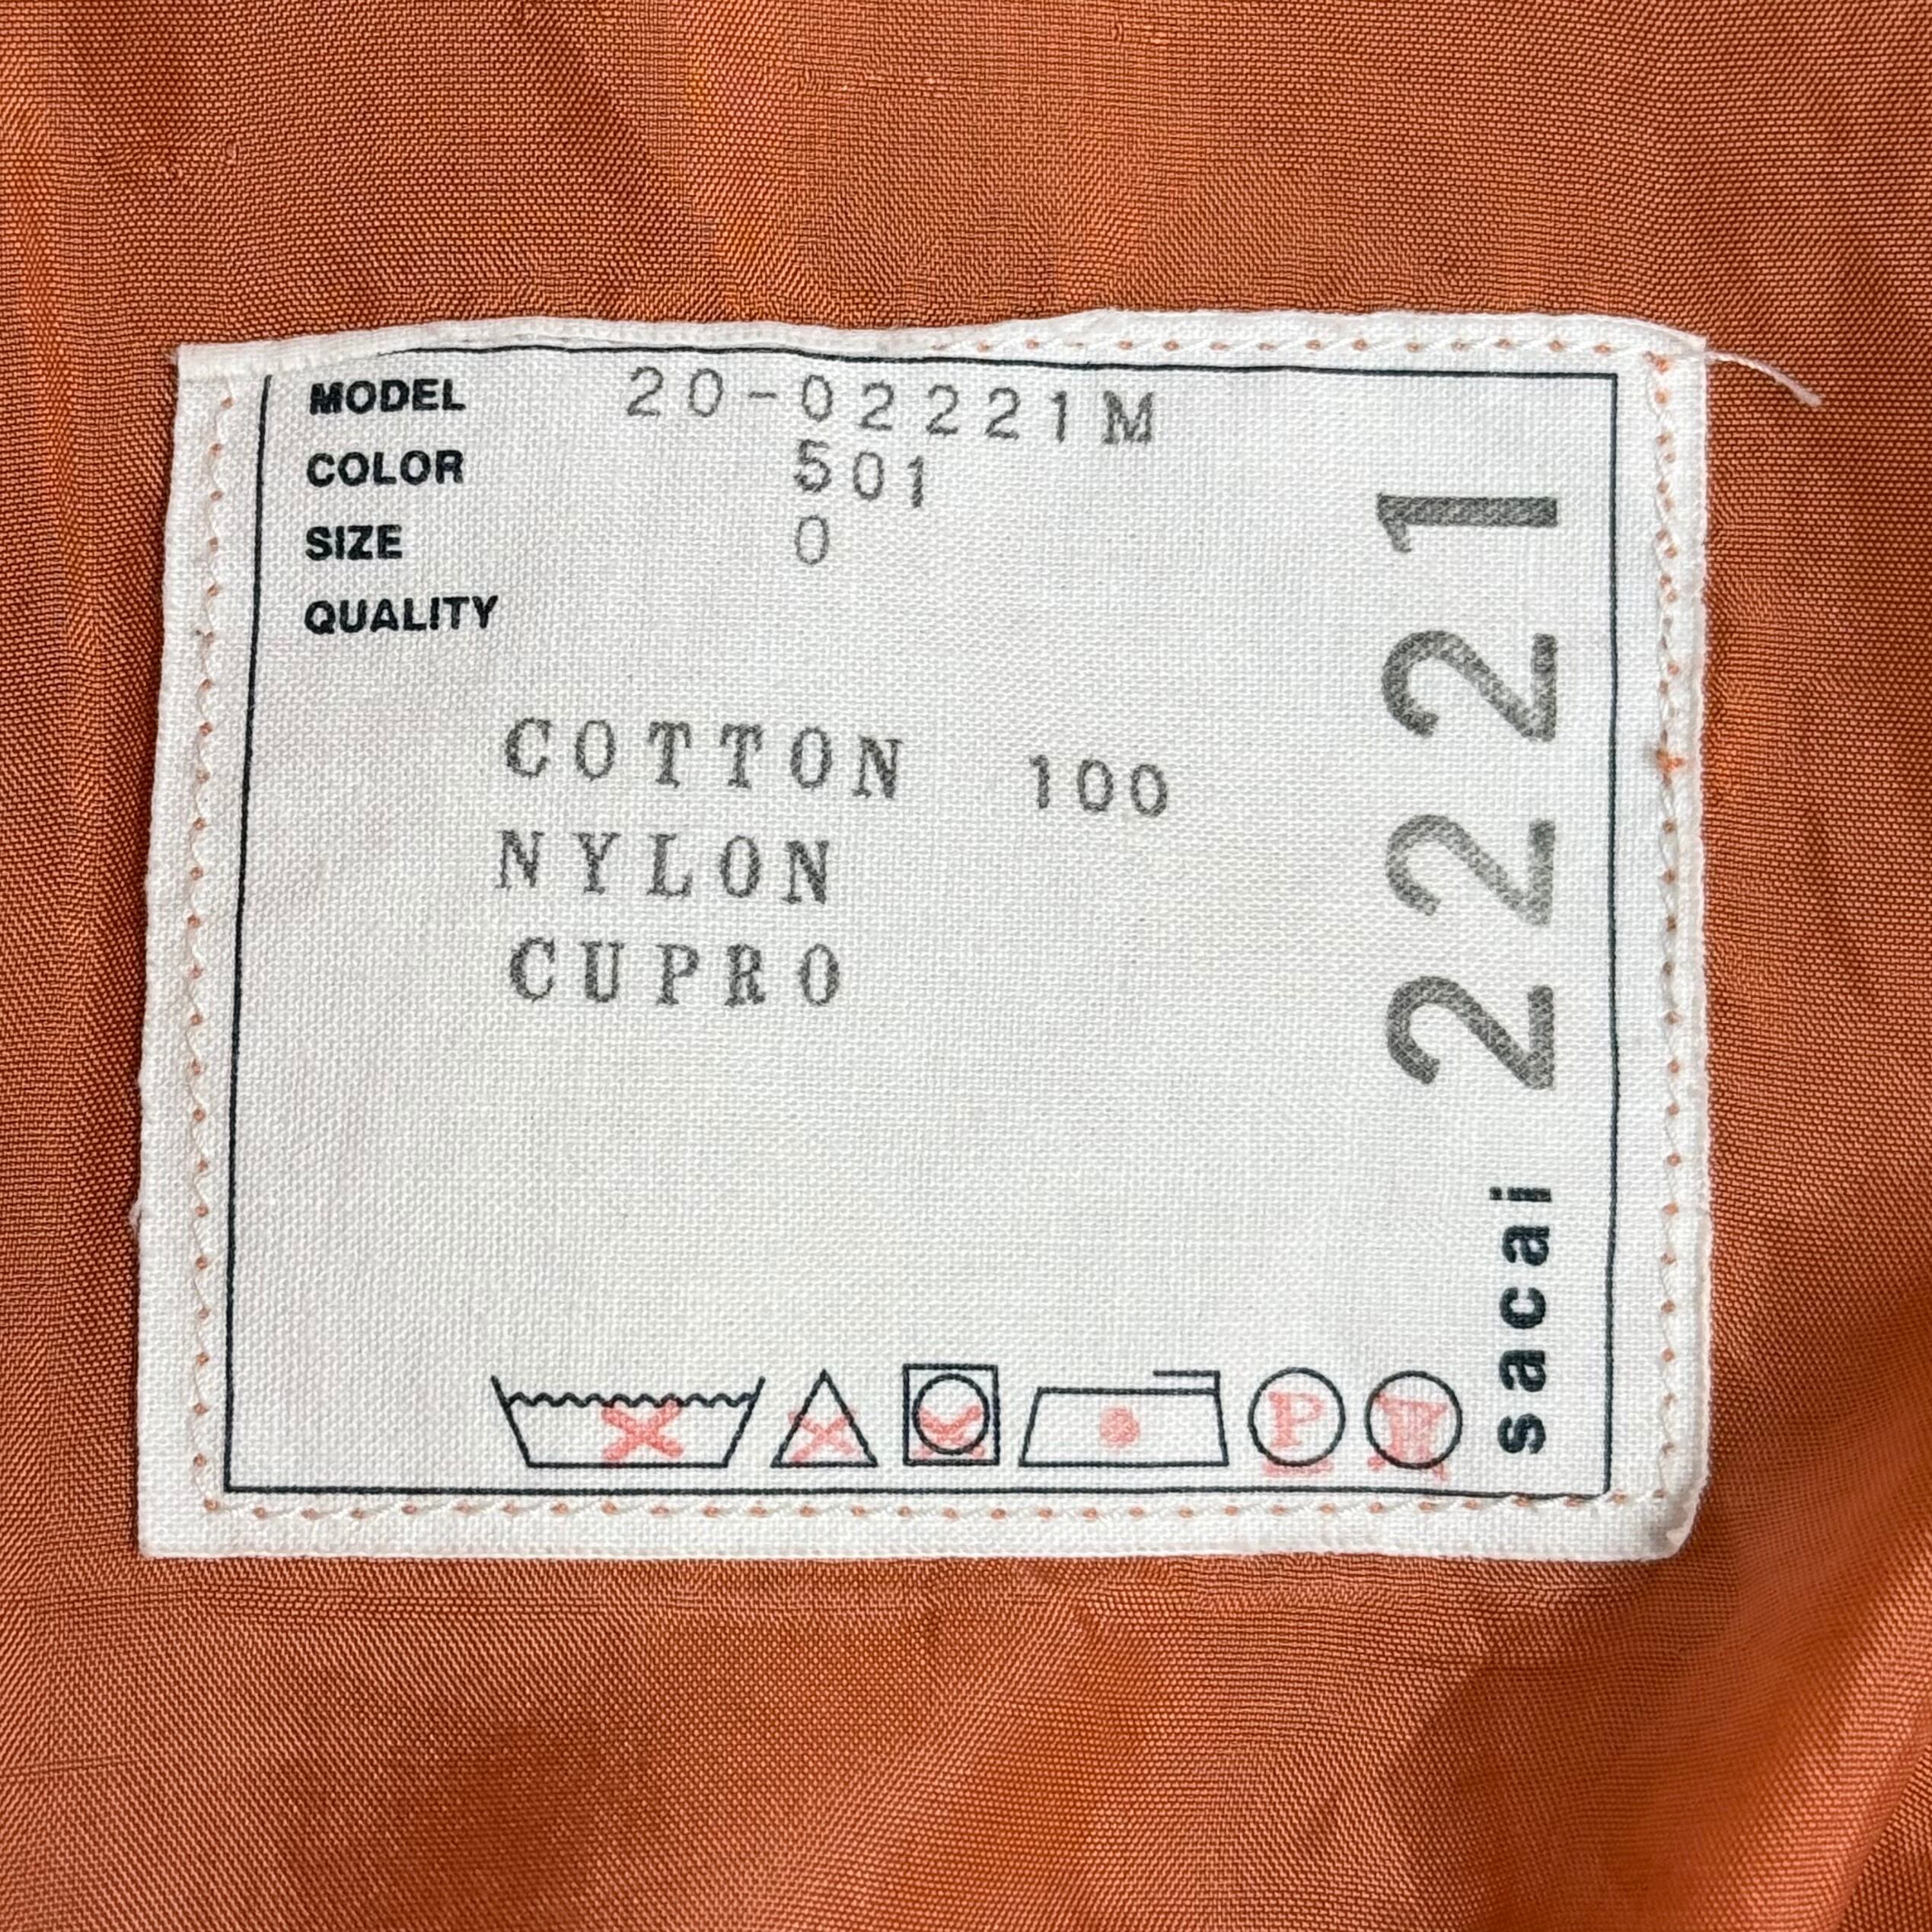 MODEL 20-02221M
COLOR 501
SIZE 0
QUALITY
COTTON 100
NYLON
CUPRO
2221
sacai
P